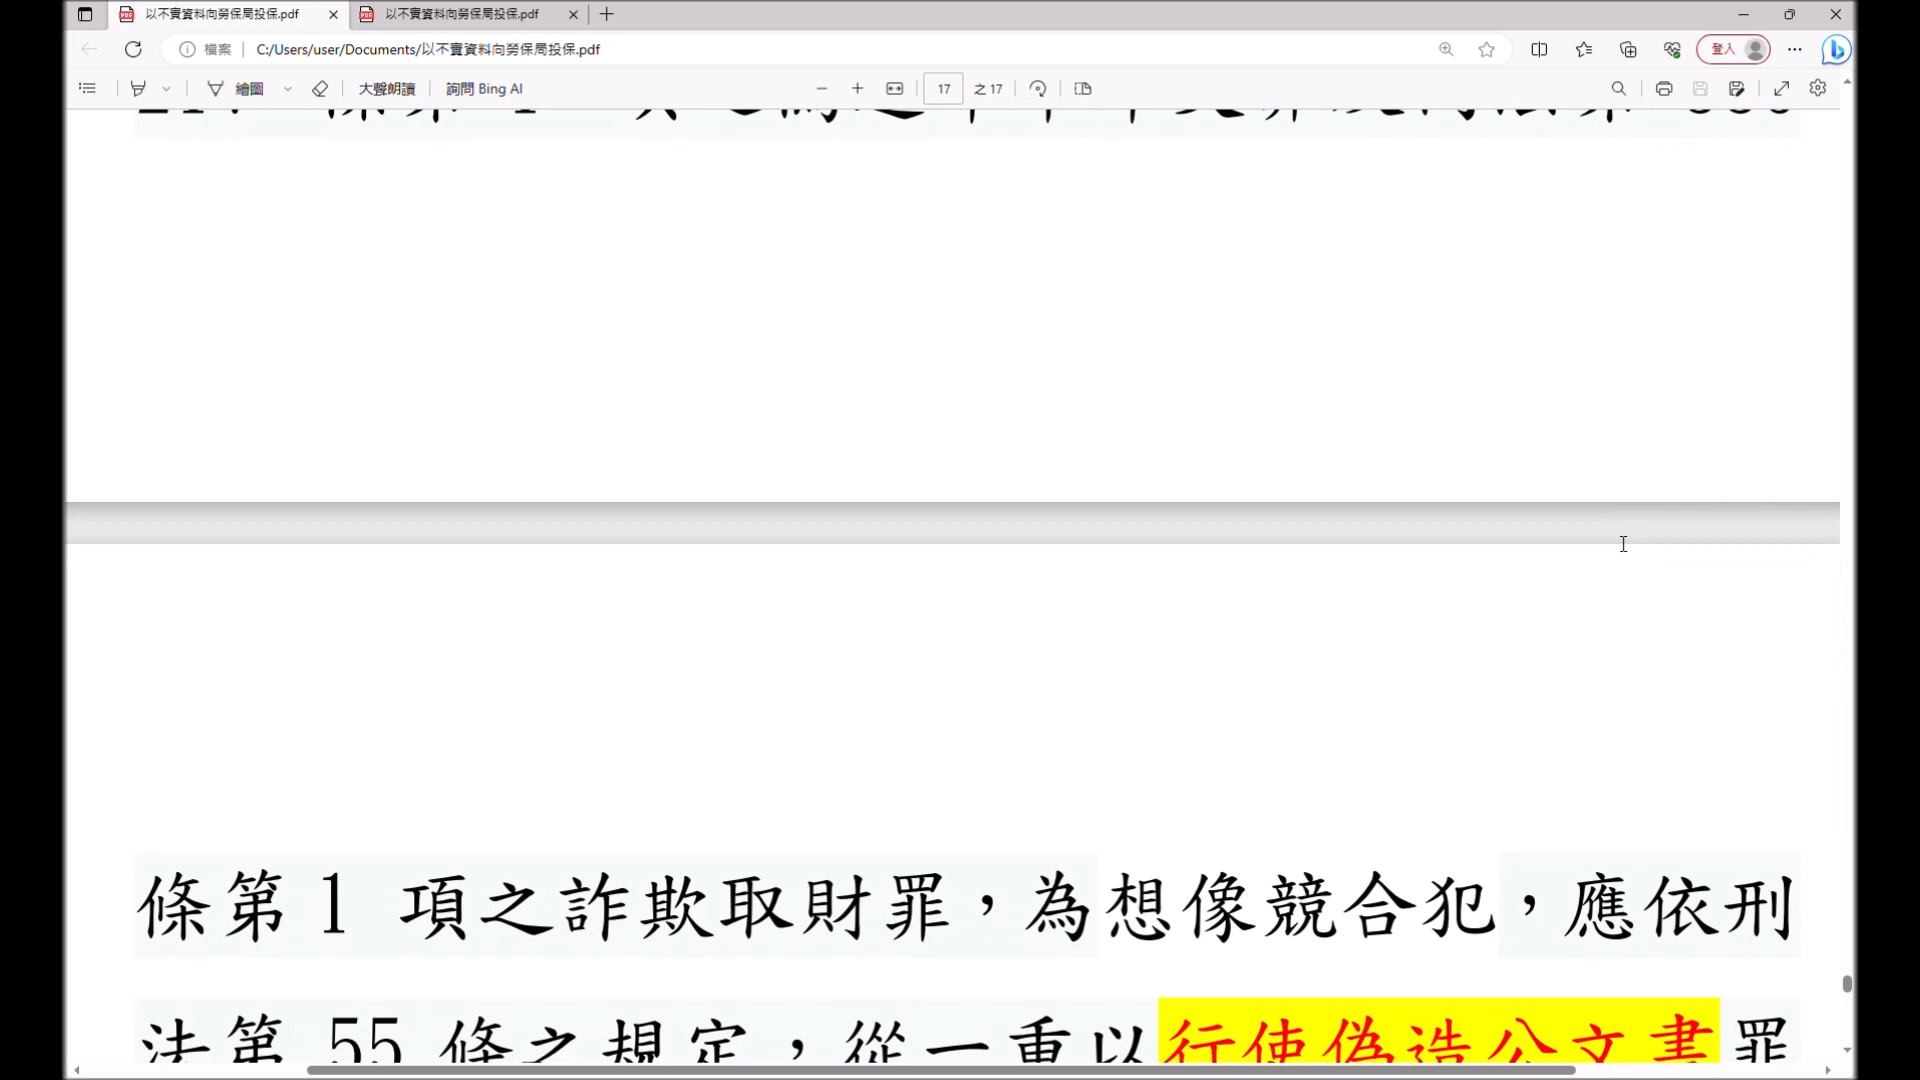 以不實資料向勞保局投保.pdf
以不實資料向勞保局投保.pdf
檔案
C:/Users/user/Documents/以不實資料向勞保局投保.pdf
登入
繪圖
大聲朗讀
詢問 Bing AI
17
之 17
條第 1 項之詐欺取財罪，為想像競合犯，應依刑
法第 55 條之規定，從一重以行使偽造公文書罪